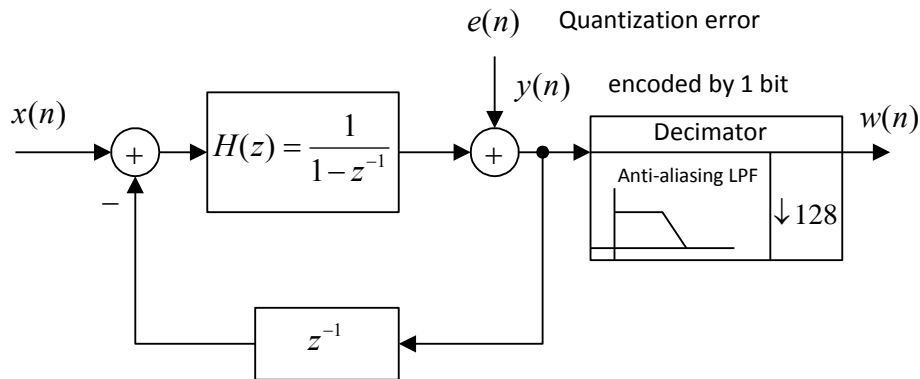 e(n) Quantization error
y(n) encoded by 1 bit
x(n)
w(n)
+
H(z) = 1 / (1 − z⁻¹)
+
Decimator
−
Anti-aliasing LPF
↓128
z⁻¹